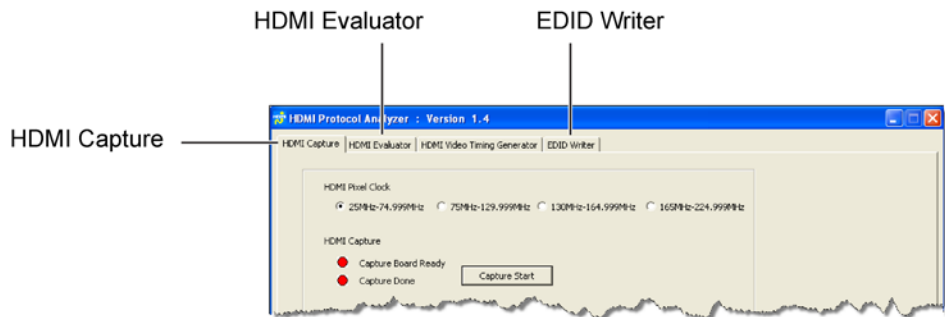 HDMI Evaluator EDID Writer
HDMI Capture
HDMI Protocol Analyzer : Version 1.4
HDMI Capture HDMI Evaluator HDMI Video Timing Generator EDID Writer
HDMI Pixel Clock
25MHz-74.999MHz 75MHz-129.999MHz 130MHz-164.999MHz 165MHz-224.999MHz
HDMI Capture
Capture Board Ready
Capture Start
Capture Done